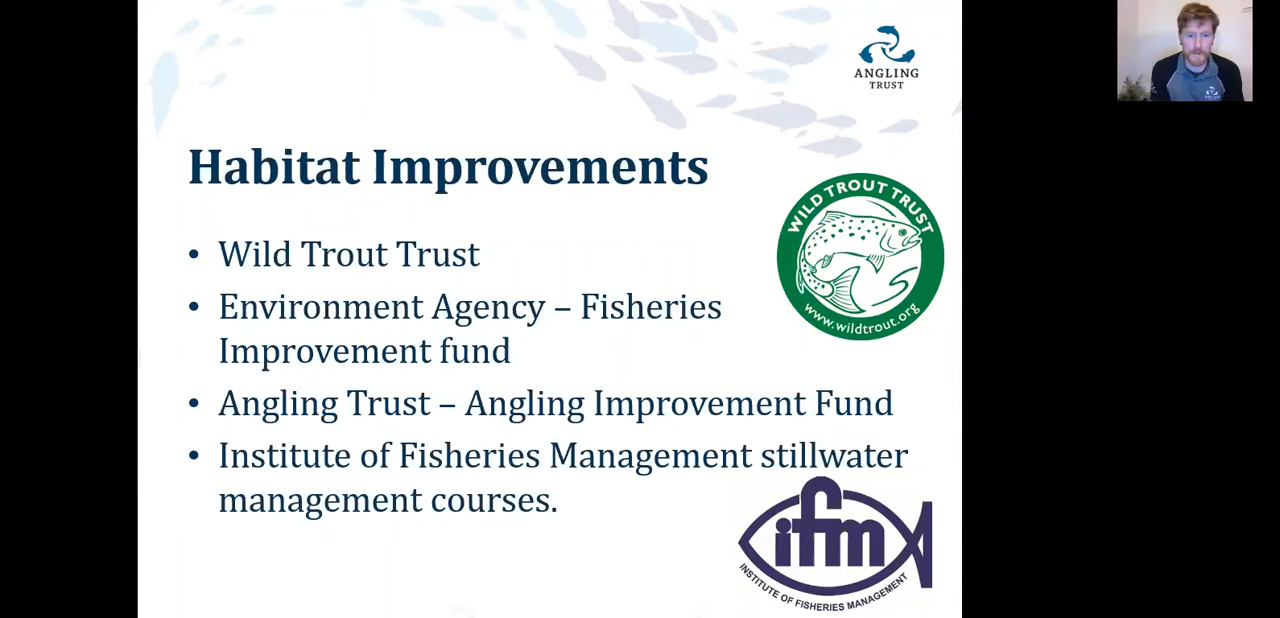 ANGLING
TRUST
Habitat Improvements
WILD TROUT TRUST
www.wildtrout.org
• Wild Trout Trust
• Environment Agency – Fisheries
Improvement fund
• Angling Trust – Angling Improvement Fund
• Institute of Fisheries Management stillwater
management courses.
ifm
INSTITUTE OF FISHERIES MANAGEMENT